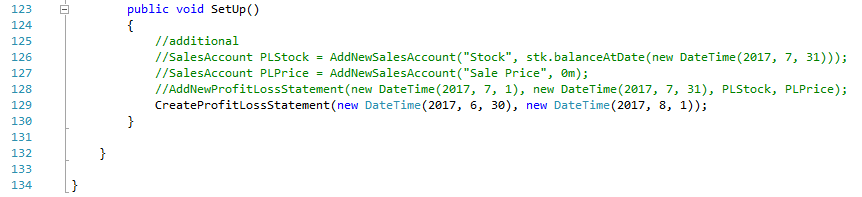 123 public void SetUp()
124 {
125 //additional
126 //SalesAccount PLStock = AddNewSalesAccount("Stock", stk.balanceAtDate(new DateTime(2017, 7, 31)));
127 //SalesAccount PLPrice = AddNewSalesAccount("Sale Price", 0m);
128 //AddNewProfitLossStatement(new DateTime(2017, 7, 1), new DateTime(2017, 7, 31), PLStock, PLPrice);
129 CreateProfitLossStatement(new DateTime(2017, 6, 30), new DateTime(2017, 8, 1));
130 }
131
132 }
133
134 }